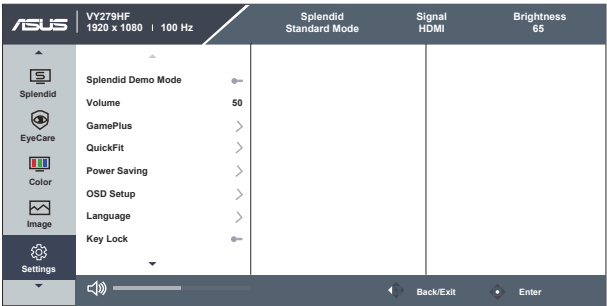 ASUS
VY279HF
1920 x 1080 | 100 Hz
Splendid
Standard Mode
Signal
HDMI
Brightness
65
Splendid
EyeCare
Color
Image
Settings
Splendid Demo Mode
Volume 50
GamePlus
QuickFit
Power Saving
OSD Setup
Language
Key Lock
Back/Exit
Enter